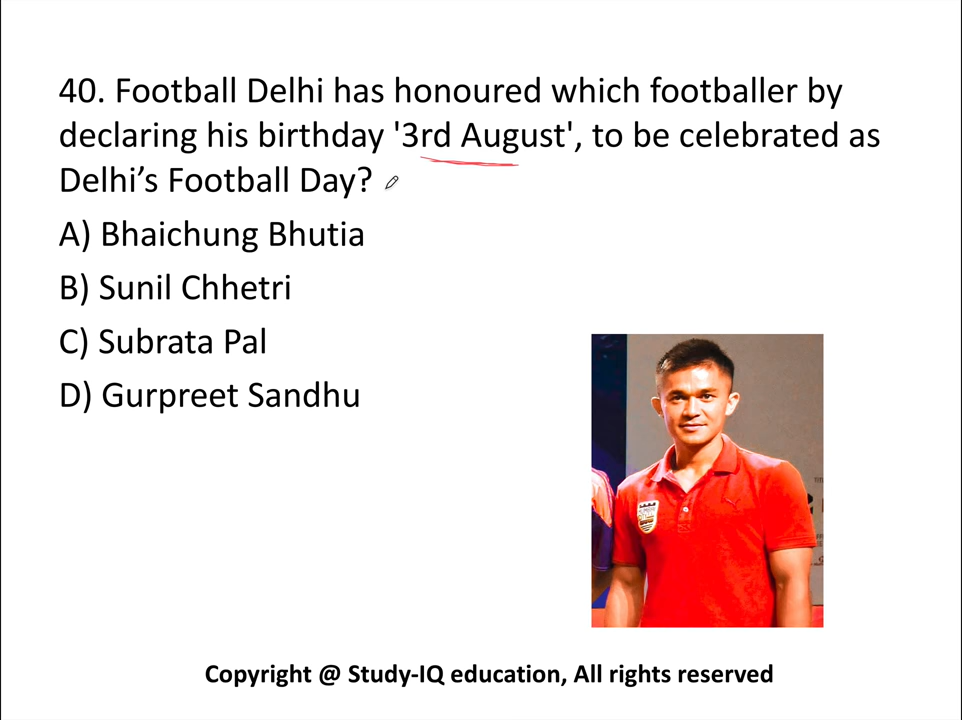 40. Football Delhi has honoured which footballer by
declaring his birthday '3rd August', to be celebrated as
Delhi’s Football Day?
A) Bhaichung Bhutia
B) Sunil Chhetri
C) Subrata Pal
D) Gurpreet Sandhu
Copyright @ Study-IQ education, All rights reserved